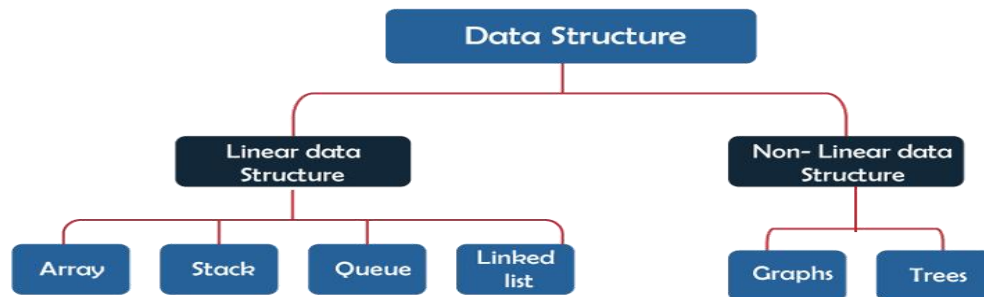 Data Structure
Linear data
Structure
Non- Linear data
Structure
Array
Stack
Queue
Linked
list
Graphs
Trees